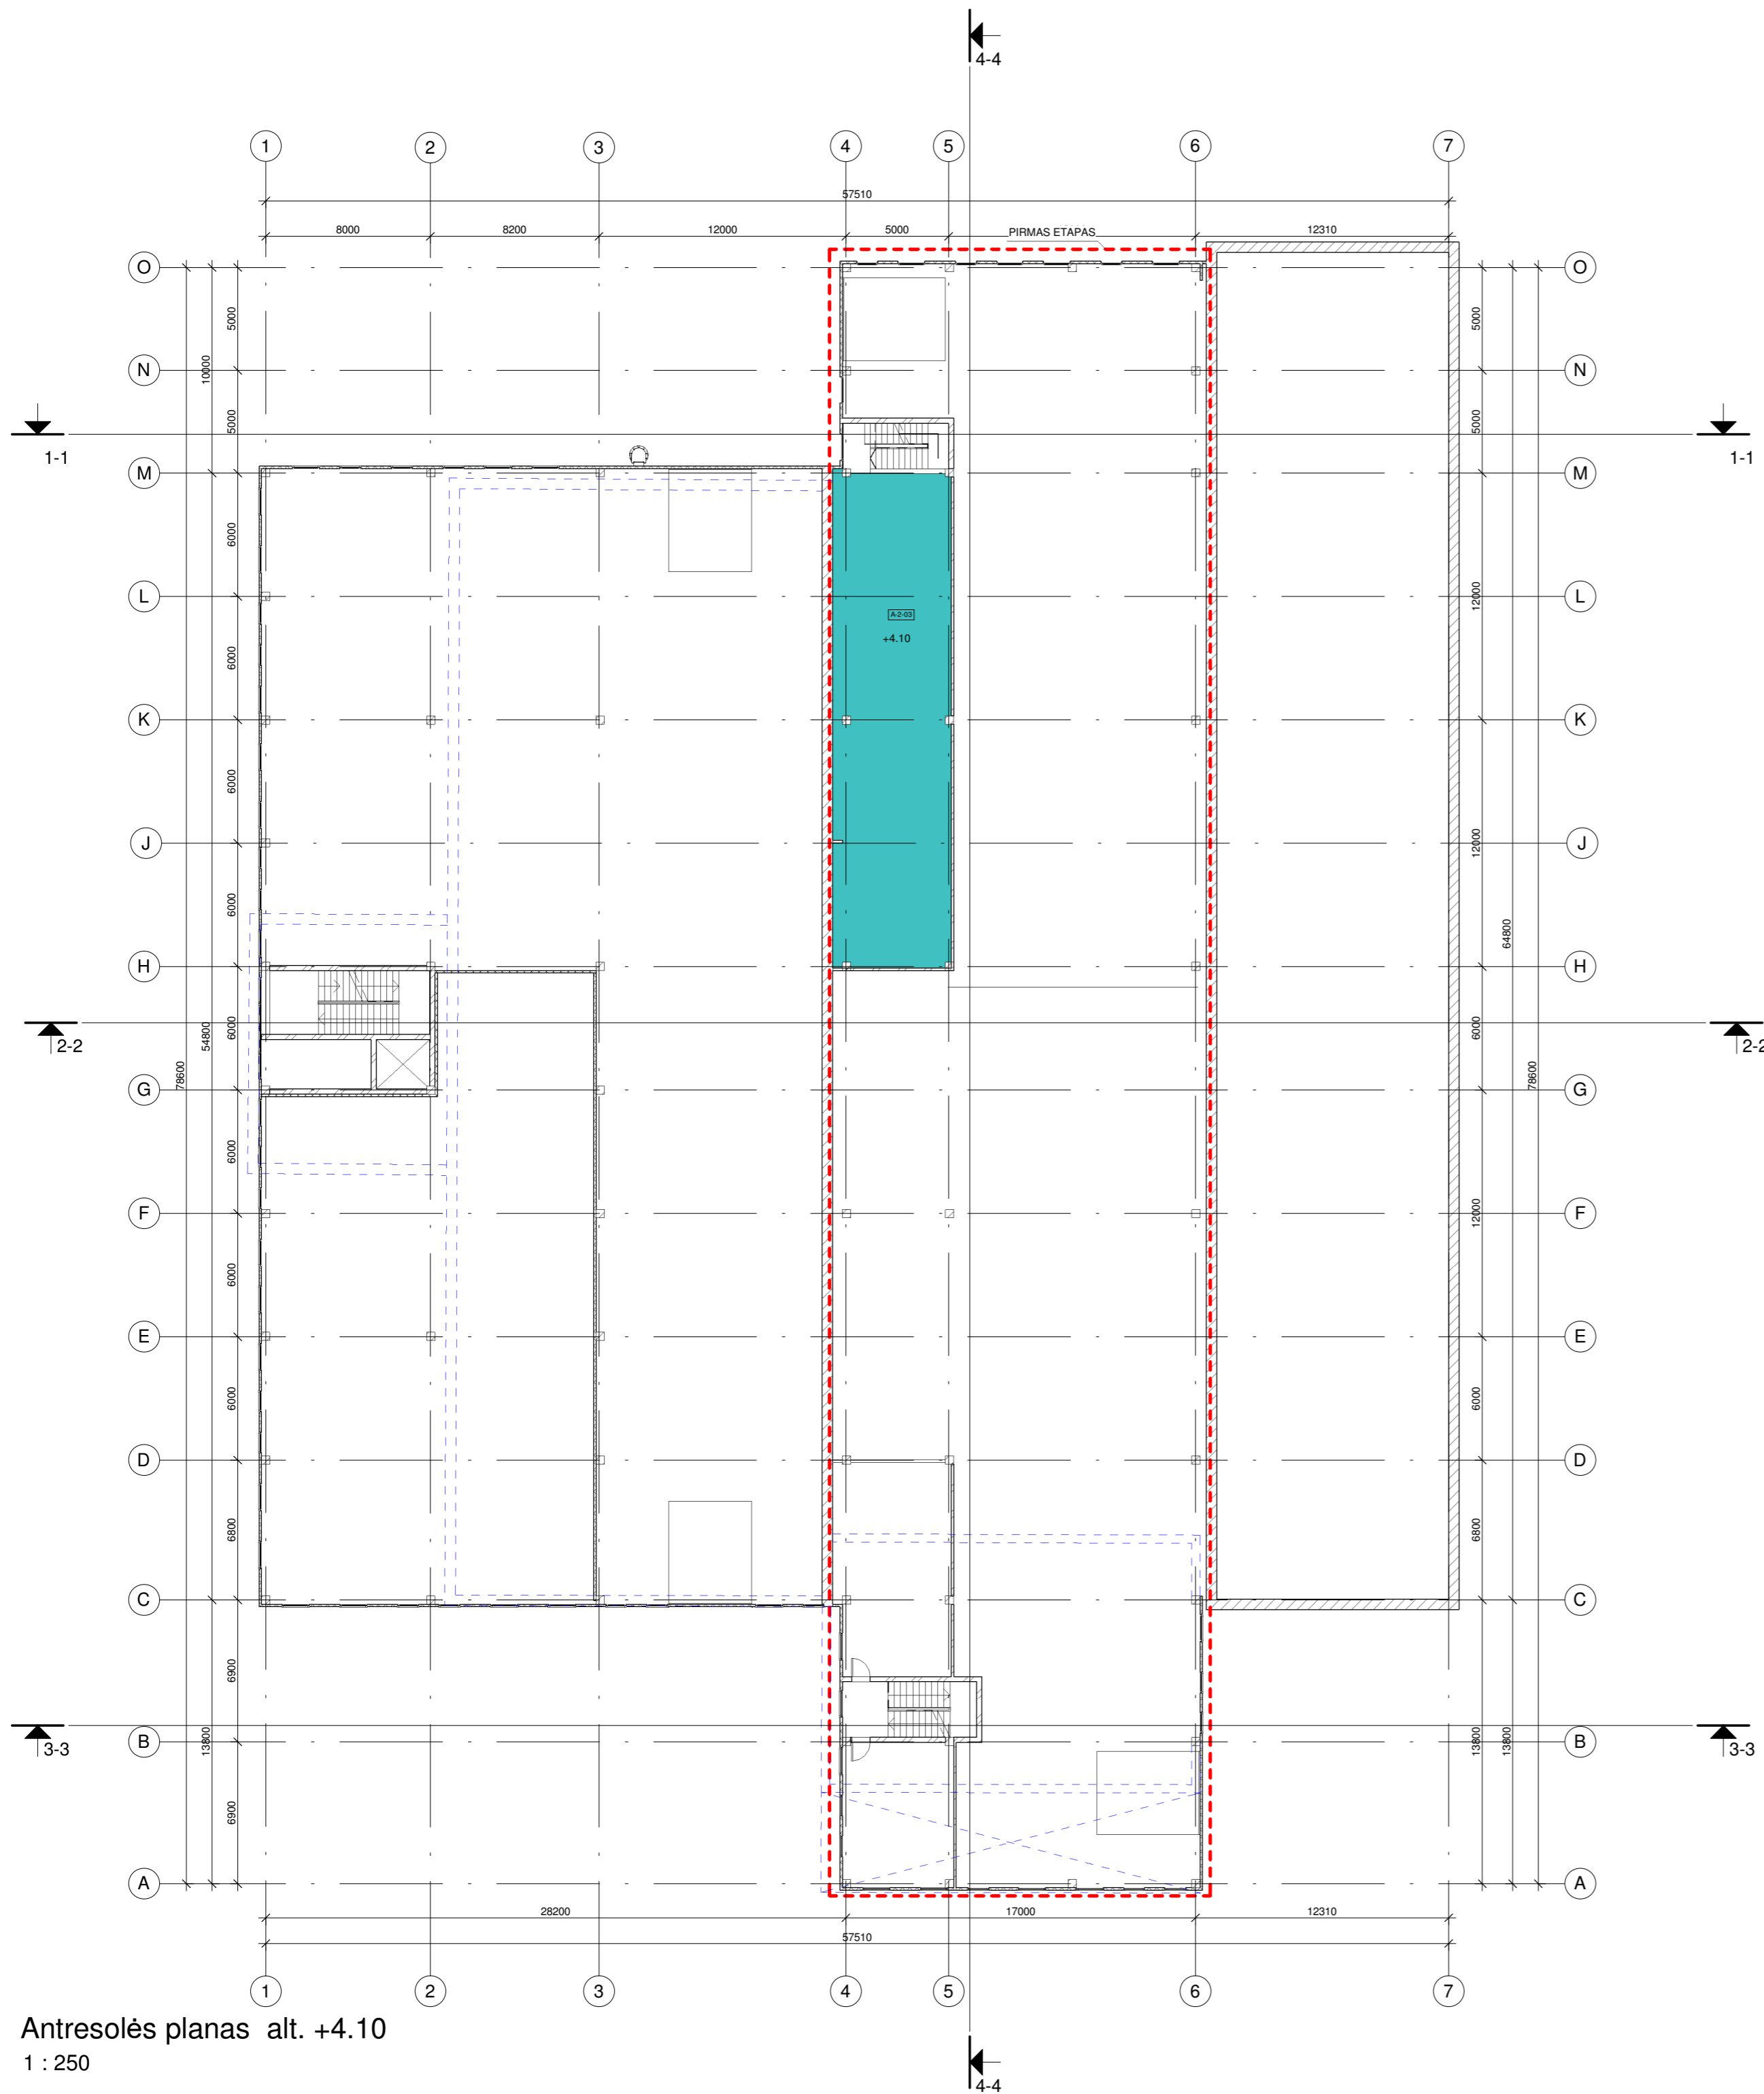 4-4
1 2 3 4 5 6 7
57510
8000 8200 12000 5000 PIRMAS ETAPAS 12310
O O
5000 5000
10000
N N
5000 5000
1-1 1-1
M M
6000
L 12000 L
A-2-03
+4.10
6000
K K
6000
J 12000 J
6000
64800
H H
6000 6000
2-2 2-2
54800
78600 78600
G G
6000
F 12000 F
6000
E E
6000 6000
D D
6800 6800
C C
6900
3-3 3-3
B B
13800 13800 13800
6900
A A
28200 17000 12310
57510
1 2 3 4 5 6 7
Antresolės planas alt. +4.10
1 : 250
4-4